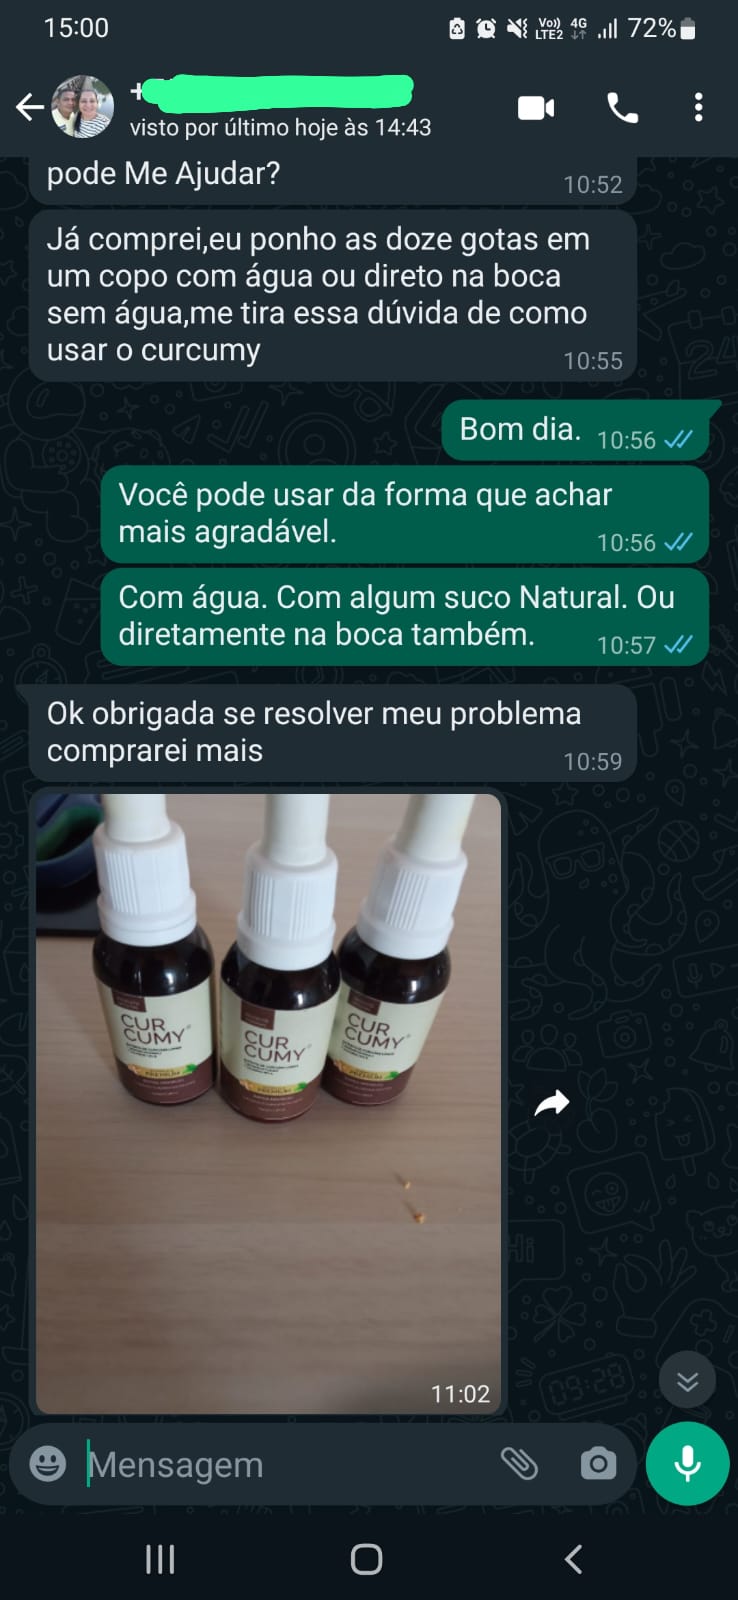 15:00
Vo))
LTE2
4G
72%
+
visto por último hoje às 14:43
pode Me Ajudar?
10:52
Já comprei,eu ponho as doze gotas em
um copo com água ou direto na boca
sem água,me tira essa dúvida de como
usar o curcumy
10:55
Bom dia.
10:56
Você pode usar da forma que achar
mais agradável.
10:56
Com água. Com algum suco Natural. Ou
diretamente na boca também.
10:57
Ok obrigada se resolver meu problema
comprarei mais
10:59
CUR
CUMY®
PREMIUM
CUR
CUMY®
PREMIUM
CUR
CUMY®
PREMIUM
11:02
Mensagem